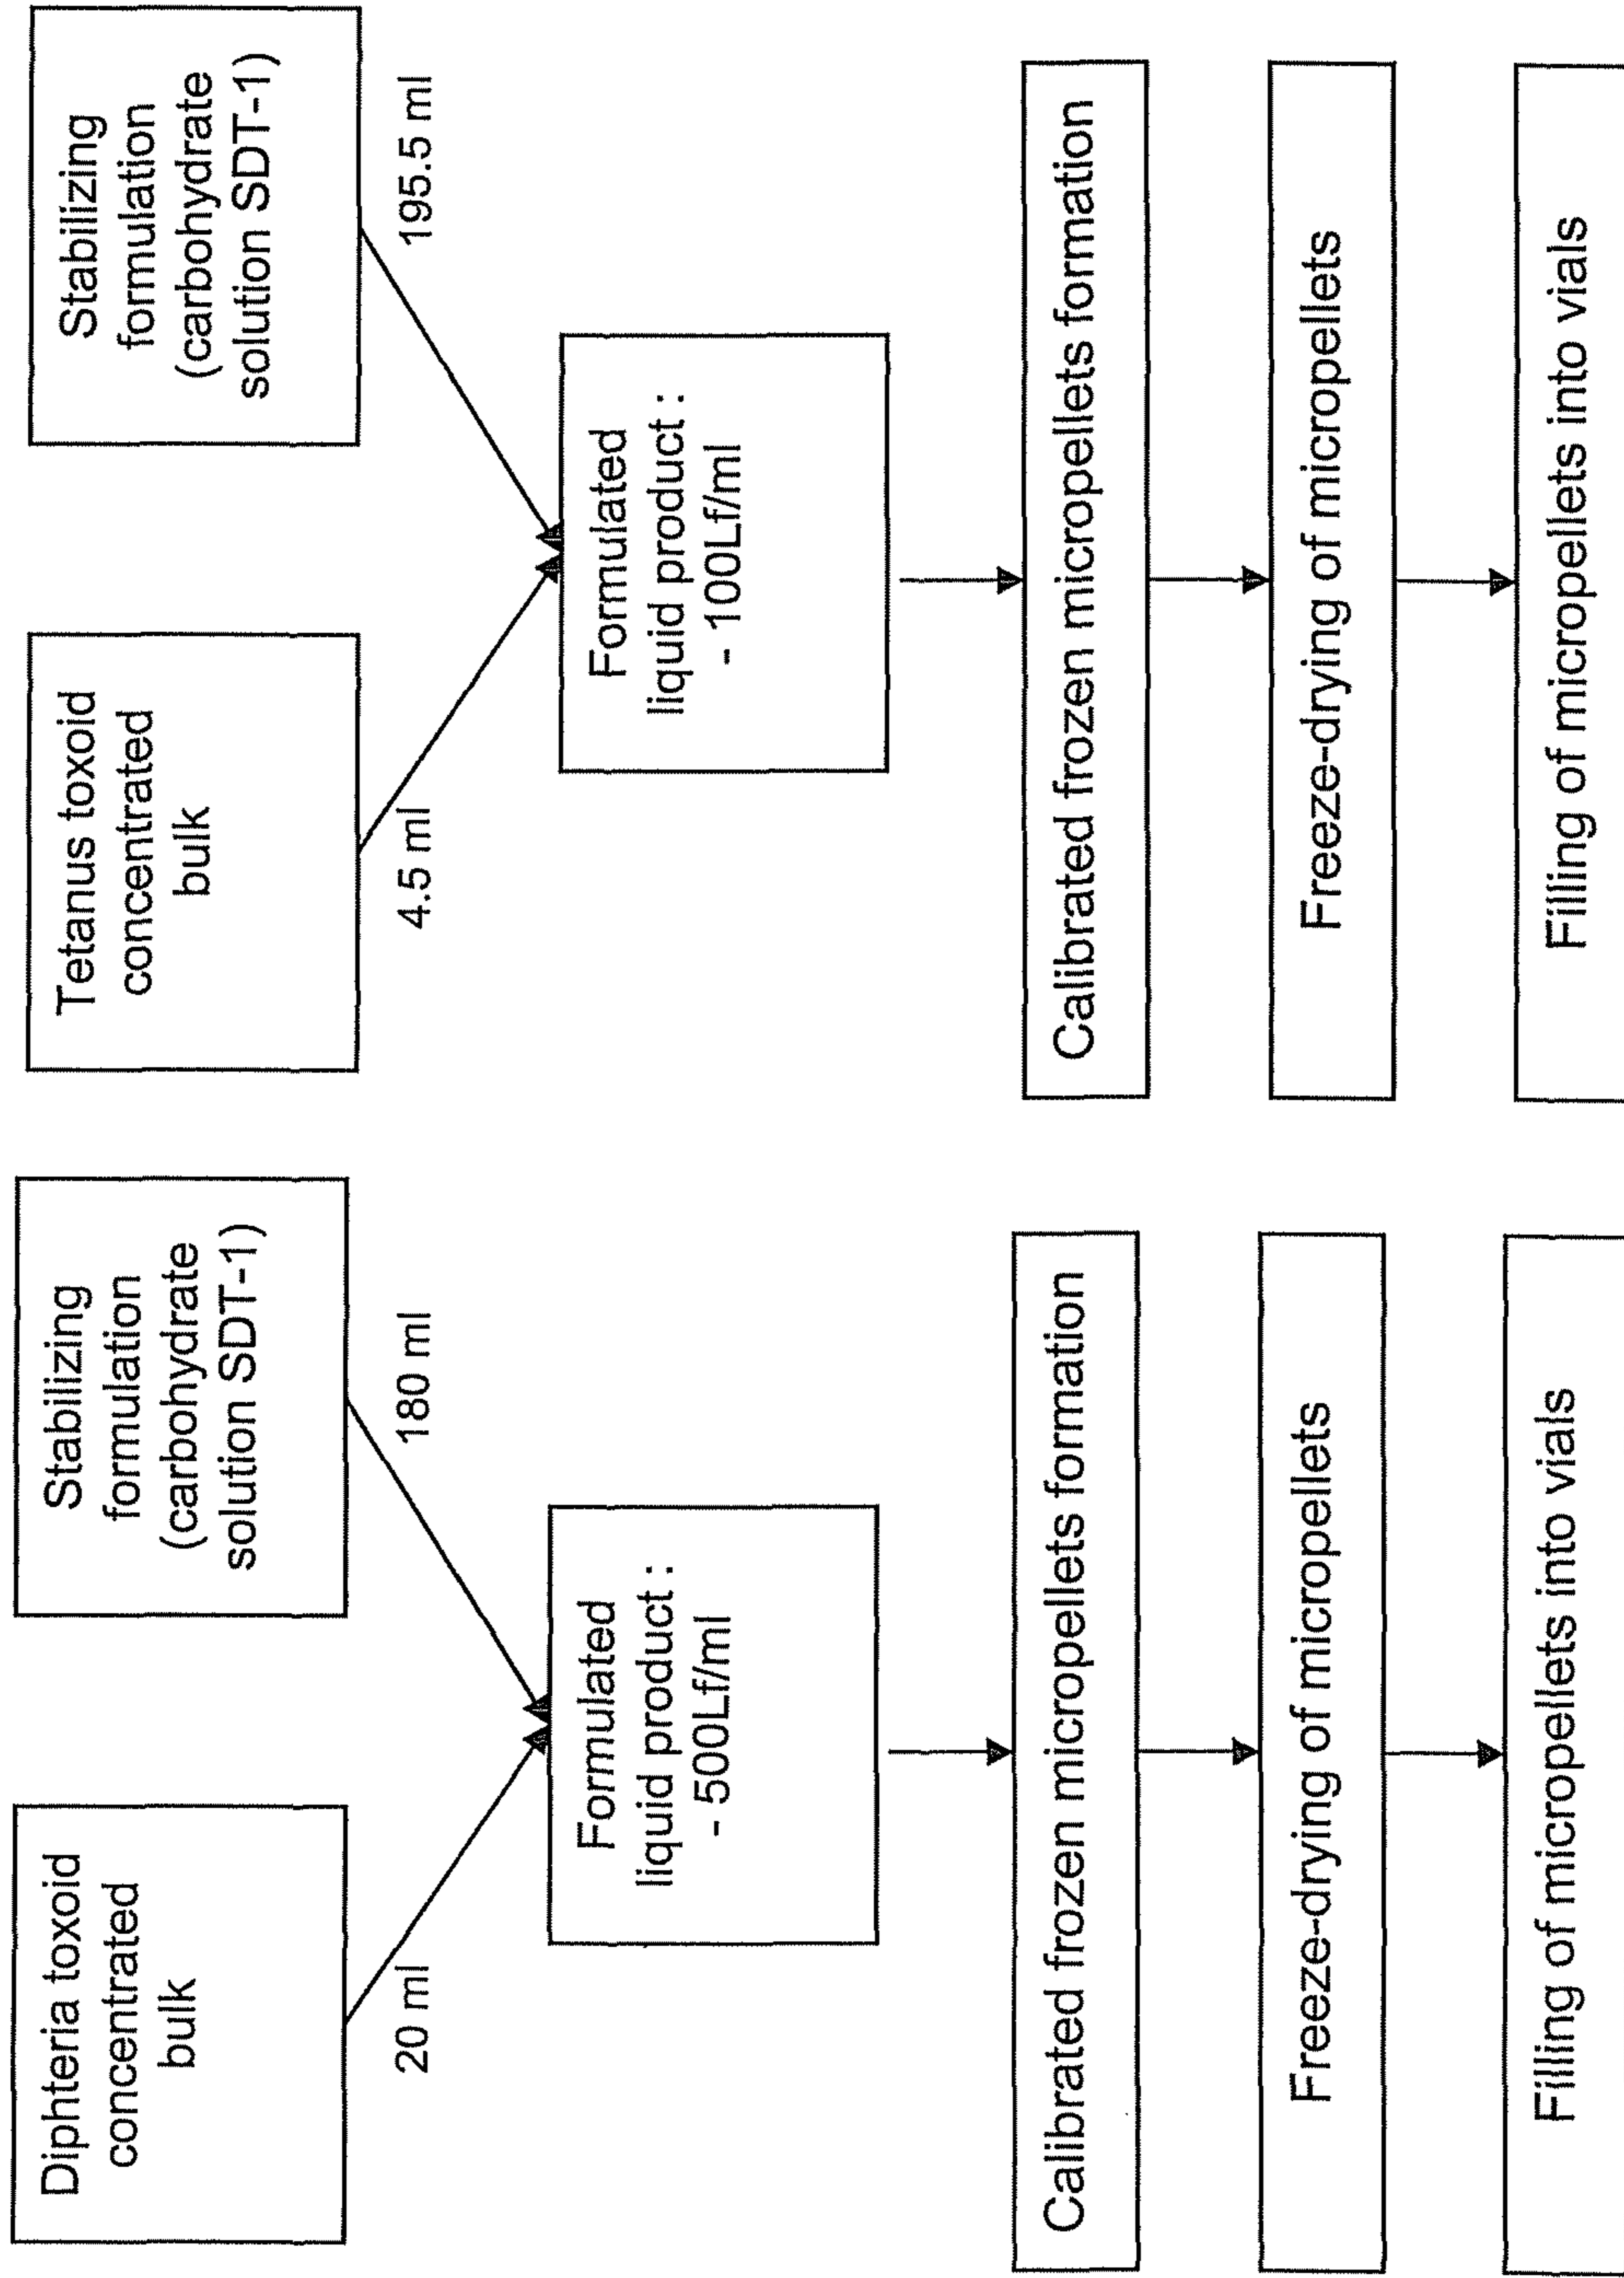 Diphteria toxoid
concentrated
bulk
Stabilizing
formulation
(carbohydrate
solution SDT-1)
20 ml
180 ml
Formulated
liquid product :
- 500Lf/ml
Calibrated frozen micropellets formation
Freeze-drying of micropellets
Filling of micropellets into vials
Tetanus toxoid
concentrated
bulk
Stabilizing
formulation
(carbohydrate
solution SDT-1)
4.5 ml
195.5 ml
Formulated
liquid product :
- 100Lf/ml
Calibrated frozen micropellets formation
Freeze-drying of micropellets
Filling of micropellets into vials